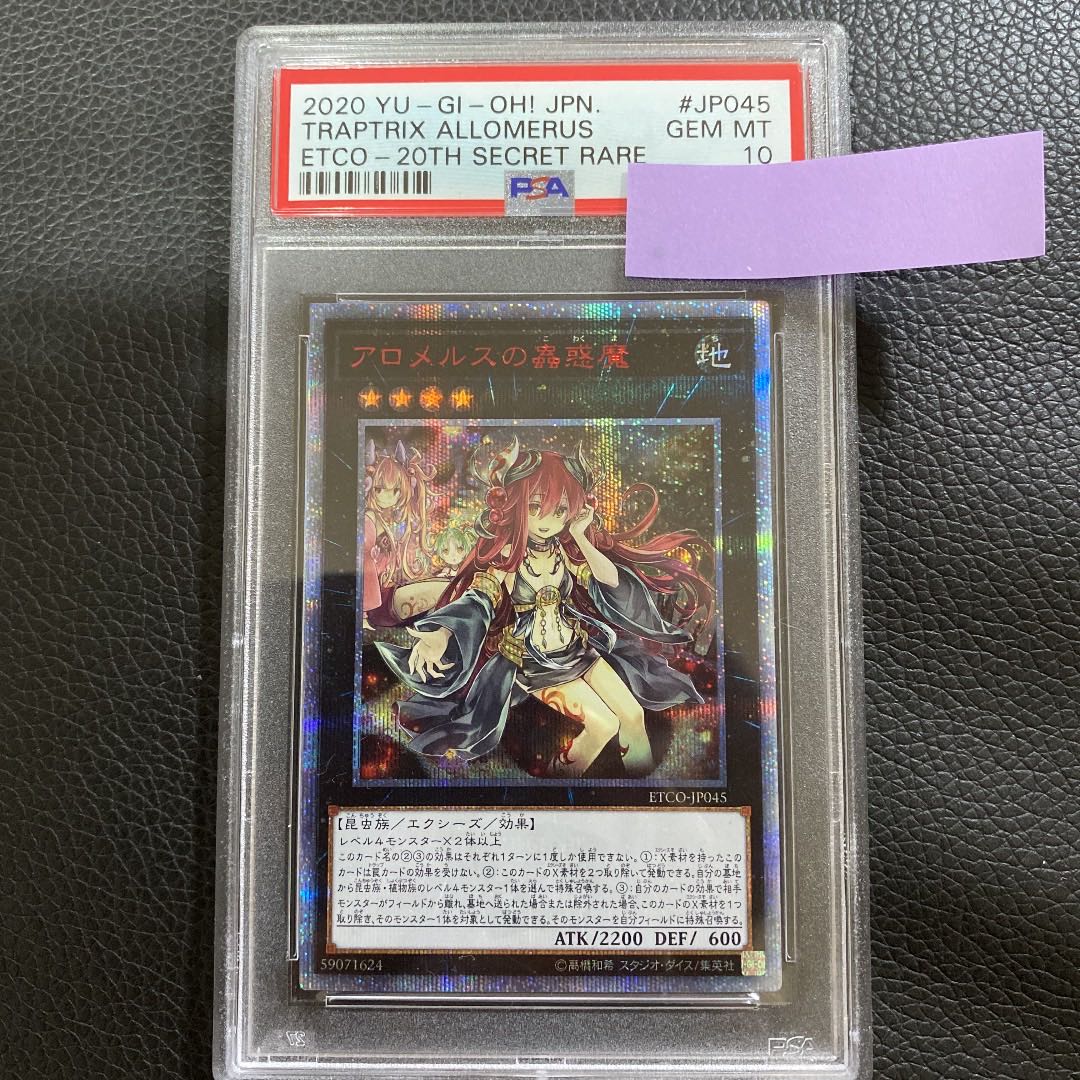 2020 YU-GI-OH! JPN. #JP045
TRAPTRIX ALLOMERUS GEM MT
ETCO-20TH SECRET RARE 10
PSA
アロメルスの蟲惑魔 地
ETCO-JP045
【昆虫族／エクシーズ／効果】
レベル4モンスター×2体以上
このカード名の②③の効果はそれぞれ1ターンに1度しか使用できない。①：X素材を持ったこの
カードは罠カードの効果を受けない。②：このカードのX素材を2つ取り除いて発動できる。自分の墓地
から昆虫族・植物族のレベル4モンスター1体を選んで特殊召喚する。③：自分のカードの効果で相手
モンスターがフィールドから離れ、墓地へ送られた場合または除外された場合、このカードのX素材を1つ
取り除き、そのモンスター1体を対象として発動できる。そのモンスターを自分フィールドに特殊召喚する。
ATK/2200 DEF/ 600
59071624 ©高橋和希 スタジオ・ダイス/集英社
PSA